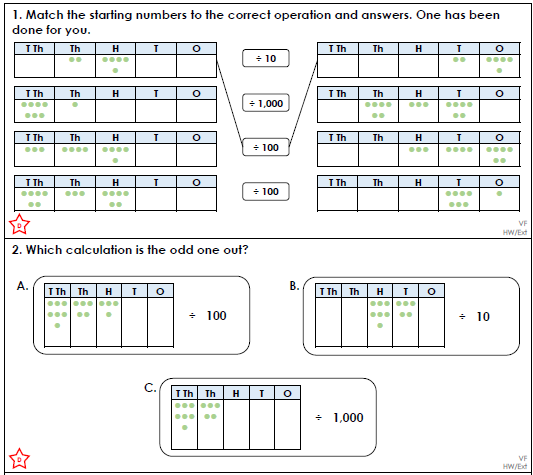 1. Match the starting numbers to the correct operation and answers. One has been
done for you.
T Th Th H T O
÷ 10
T Th Th H T O
T Th Th H T O
÷ 1,000
T Th Th H T O
T Th Th H T O
÷ 100
T Th Th H T O
T Th Th H T O
÷ 100
T Th Th H T O
D
VF
HW/Ext
2. Which calculation is the odd one out?
A.
T Th Th H T O
÷ 100
B.
T Th Th H T O
÷ 10
C.
T Th Th H T O
÷ 1,000
D
VF
HW/Ext